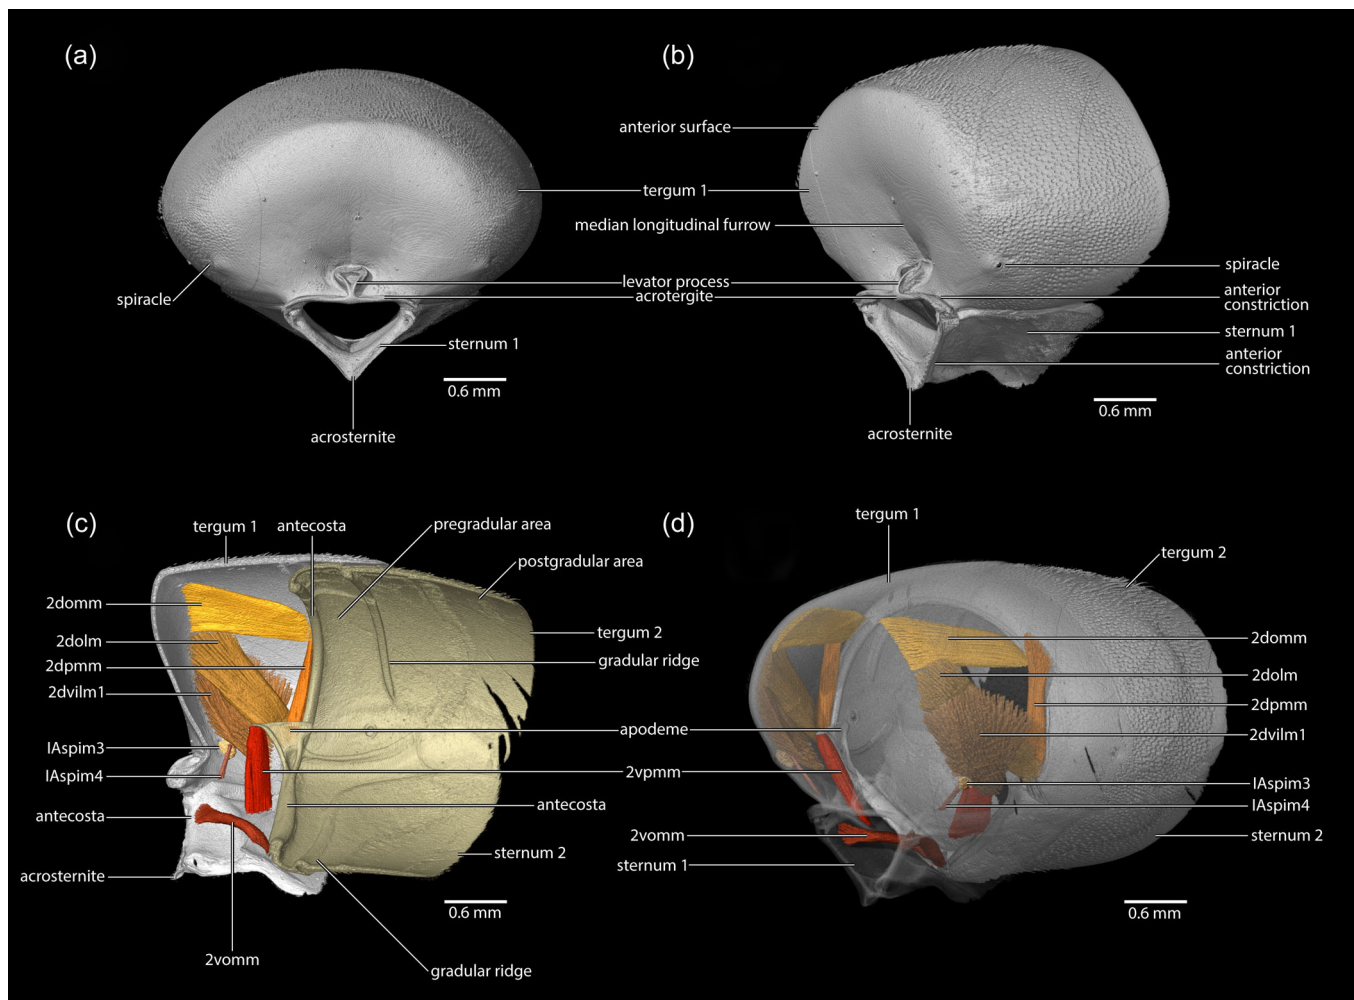 (a)
(b)
anterior surface
tergum 1
median longitudinal furrow
levator process
acrotergite
spiracle
sternum 1
0.6 mm
acrosternite
spiracle
anterior
constriction
sternum 1
anterior
constriction
0.6 mm
acrosternite
(c)
tergum 1
antecosta
pregradular area
postgradular area
2domm
2dolm
2dpmm
2dvilm1
IAspim3
IAspim4
antecosta
acrosternite
2vomm
tergum 2
gradular ridge
apodeme
2vpmm
antecosta
sternum 2
0.6 mm
gradular ridge
(d)
tergum 1
tergum 2
2domm
2dolm
2dpmm
2dvilm1
IAspim3
IAspim4
sternum 2
2vomm
sternum 1
0.6 mm